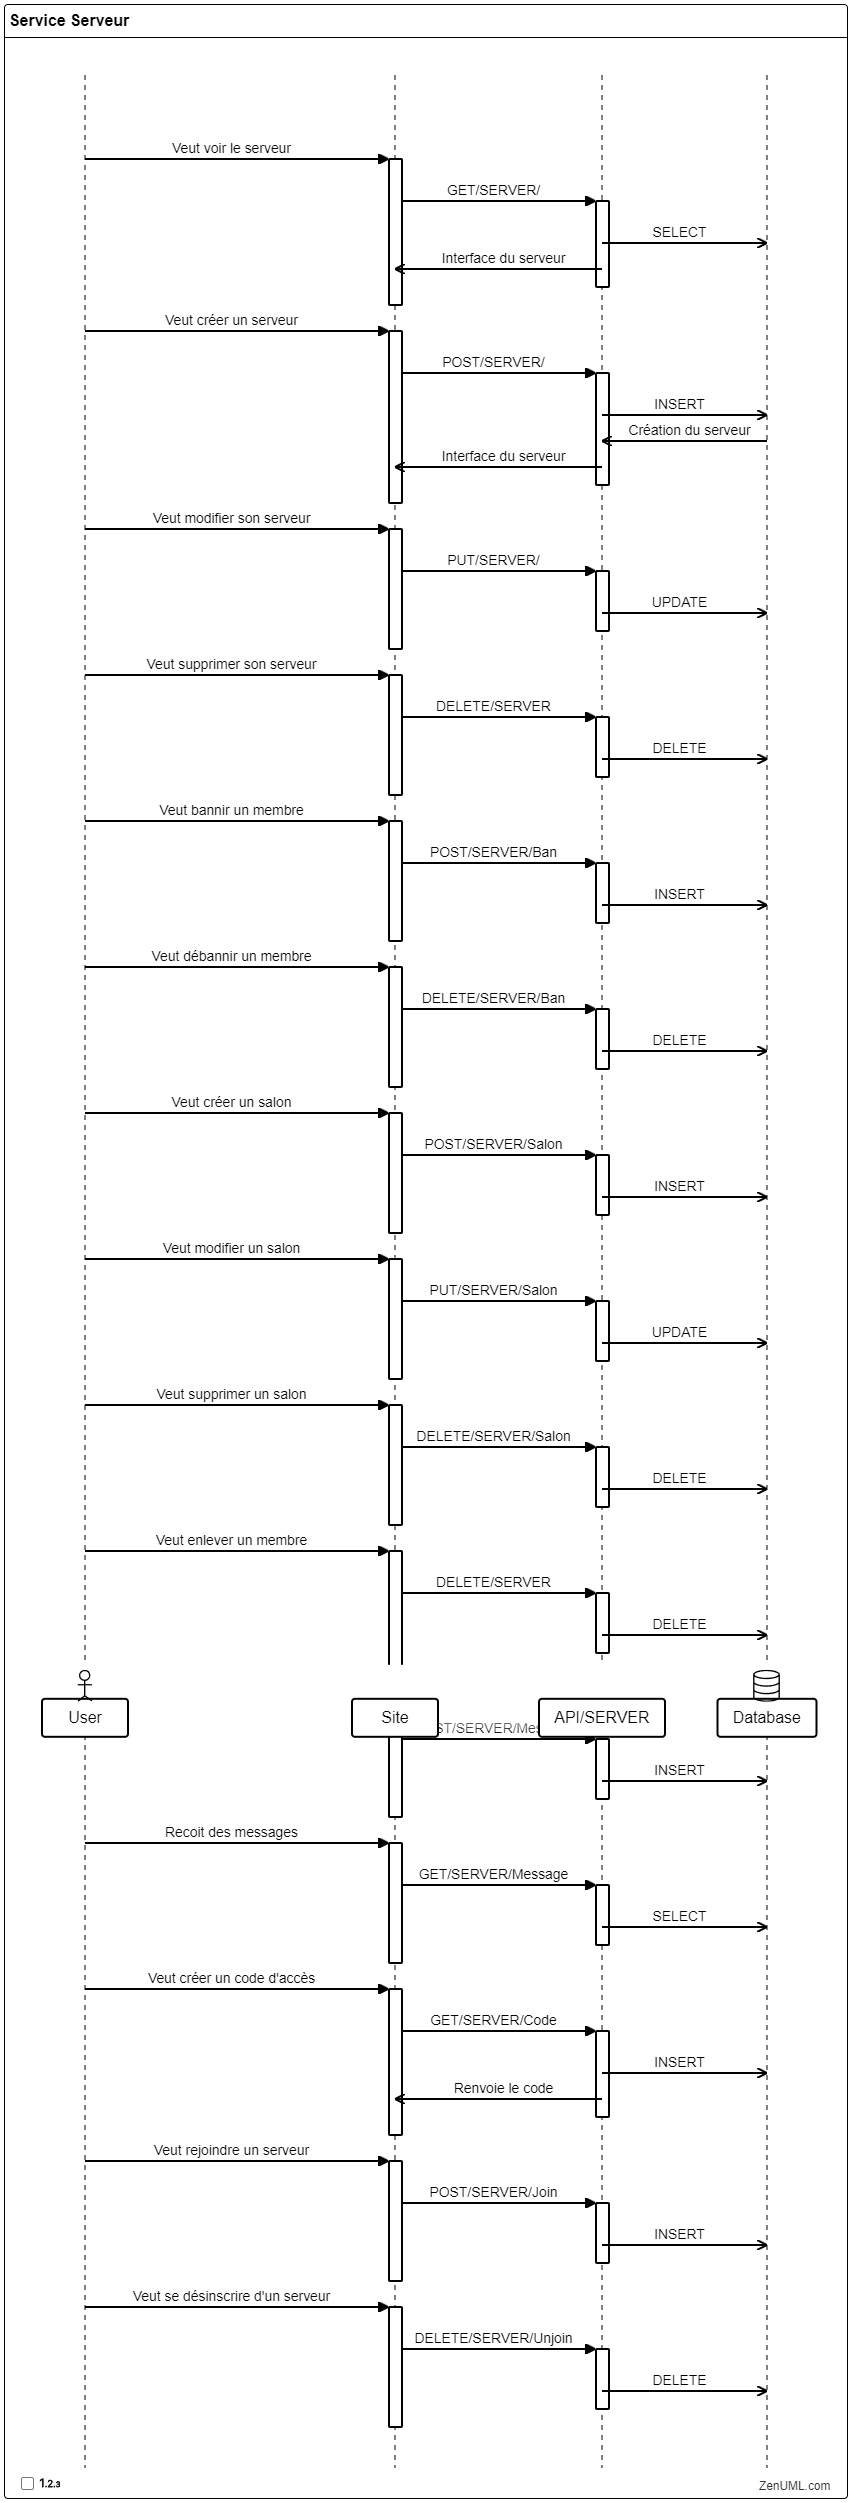 Service Serveur
Veut voir le serveur
GET/SERVER/
SELECT
Interface du serveur
Veut créer un serveur
POST/SERVER/
INSERT
Création du serveur
Interface du serveur
Veut modifier son serveur
PUT/SERVER/
UPDATE
Veut supprimer son serveur
DELETE/SERVER
DELETE
Veut bannir un membre
POST/SERVER/Ban
INSERT
Veut débannir un membre
DELETE/SERVER/Ban
DELETE
Veut créer un salon
POST/SERVER/Salon
INSERT
Veut modifier un salon
PUT/SERVER/Salon
UPDATE
Veut supprimer un salon
DELETE/SERVER/Salon
DELETE
Veut enlever un membre
DELETE/SERVER
DELETE
User
Site
API/SERVER
Database
INSERT
Recoit des messages
GET/SERVER/Message
SELECT
Veut créer un code d'accès
GET/SERVER/Code
INSERT
Renvoie le code
Veut rejoindre un serveur
POST/SERVER/Join
INSERT
Veut se désinscrire d'un serveur
DELETE/SERVER/Unjoin
DELETE
1.2.3
ZenUML.com